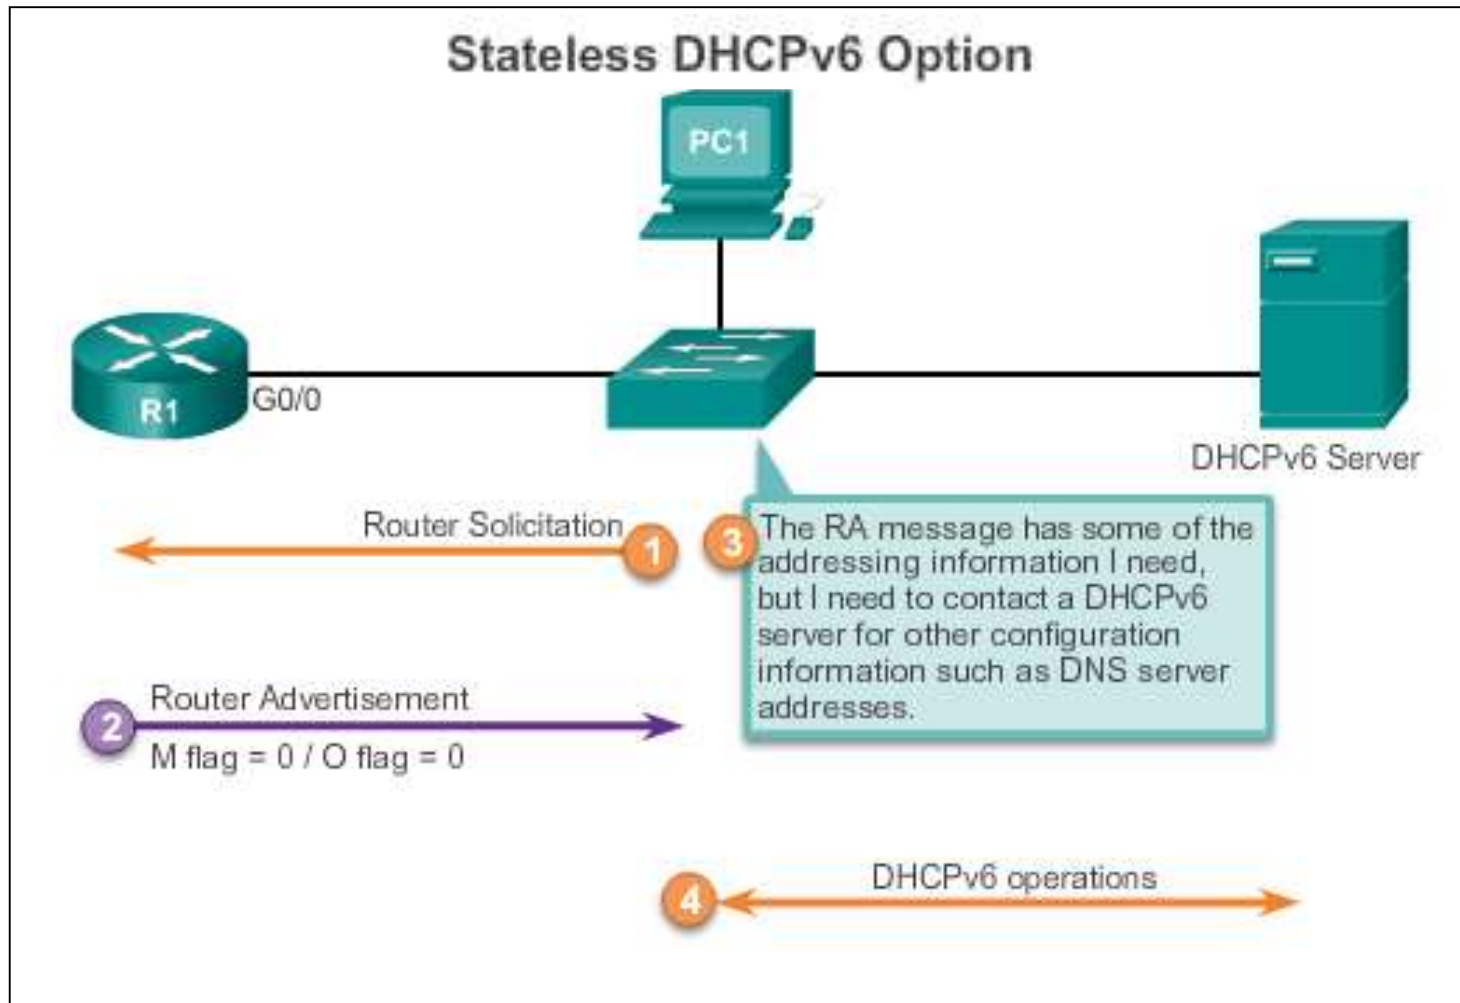 Stateless DHCPv6 Option
PC1
R1
G0/0
DHCPv6 Server
Router Solicitation
1
3
The RA message has some of the
addressing information I need,
but I need to contact a DHCPv6
server for other configuration
information such as DNS server
addresses.
2
Router Advertisement
M flag = 0 / O flag = 0
4
DHCPv6 operations